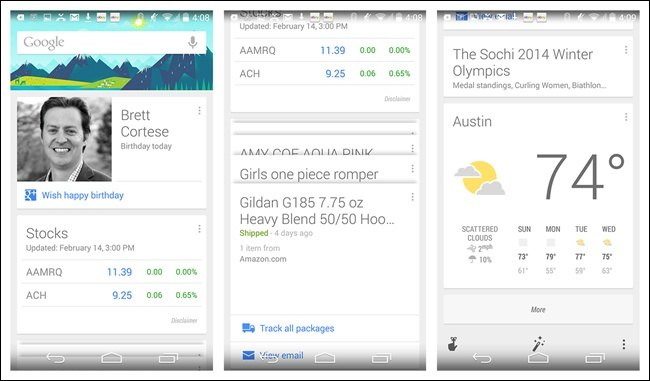 4:08
Google
Brett
Cortese
Birthday today
Wish happy birthday
Stocks
Updated: February 14, 3:00 PM
AAMRQ 11.39 0.00 0.00%
ACH 9.25 0.06 0.65%
Disclaimer
4:08
Stocks
Updated: February 14, 3:00 PM
AAMRQ 11.39 0.00 0.00%
ACH 9.25 0.06 0.65%
Disclaimer
AMY COE AQUA PINK
Girls one piece romper
Gildan G185 7.75 oz
Heavy Blend 50/50 Hoo...
Shipped - 4 days ago
1 item from
Amazon.com
Track all packages
View email
4:09
The Sochi 2014 Winter
Olympics
Medal standings, Curling Women, Biathlon...
Austin
74°
SCATTERED
CLOUDS
2mph
10%
SUN MON TUE WED
73° 79° 77° 75°
61° 55° 59° 63°
More